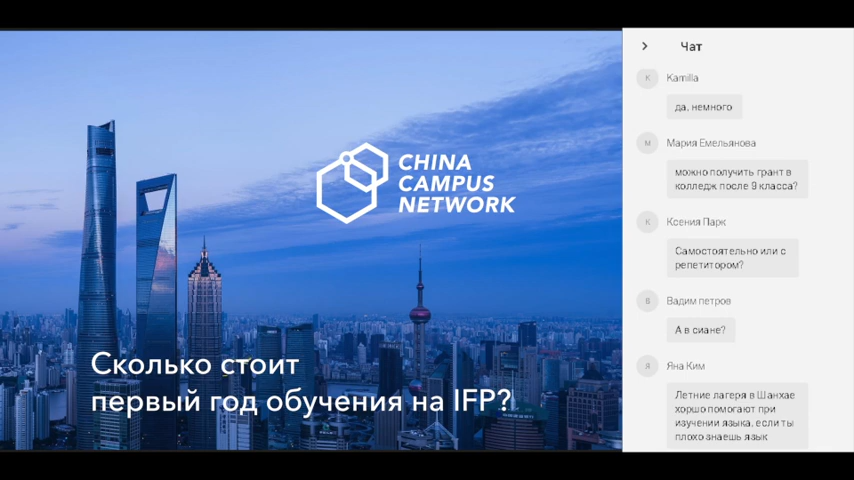 CHINA
CAMPUS
NETWORK
Сколько стоит
первый год обучения на IFP?
Чат
K
Kamilla
да, немного
М
Мария Емельянова
можно получить грант в
колледж после 9 класса?
К
Ксения Парк
Самостоятельно или с
репетитором?
В
Вадим петров
А в сиане?
Я
Яна Ким
Летние лагеря в Шанхае
хоршо помогают при
изучении языка, если ты
плохо знаешь язык